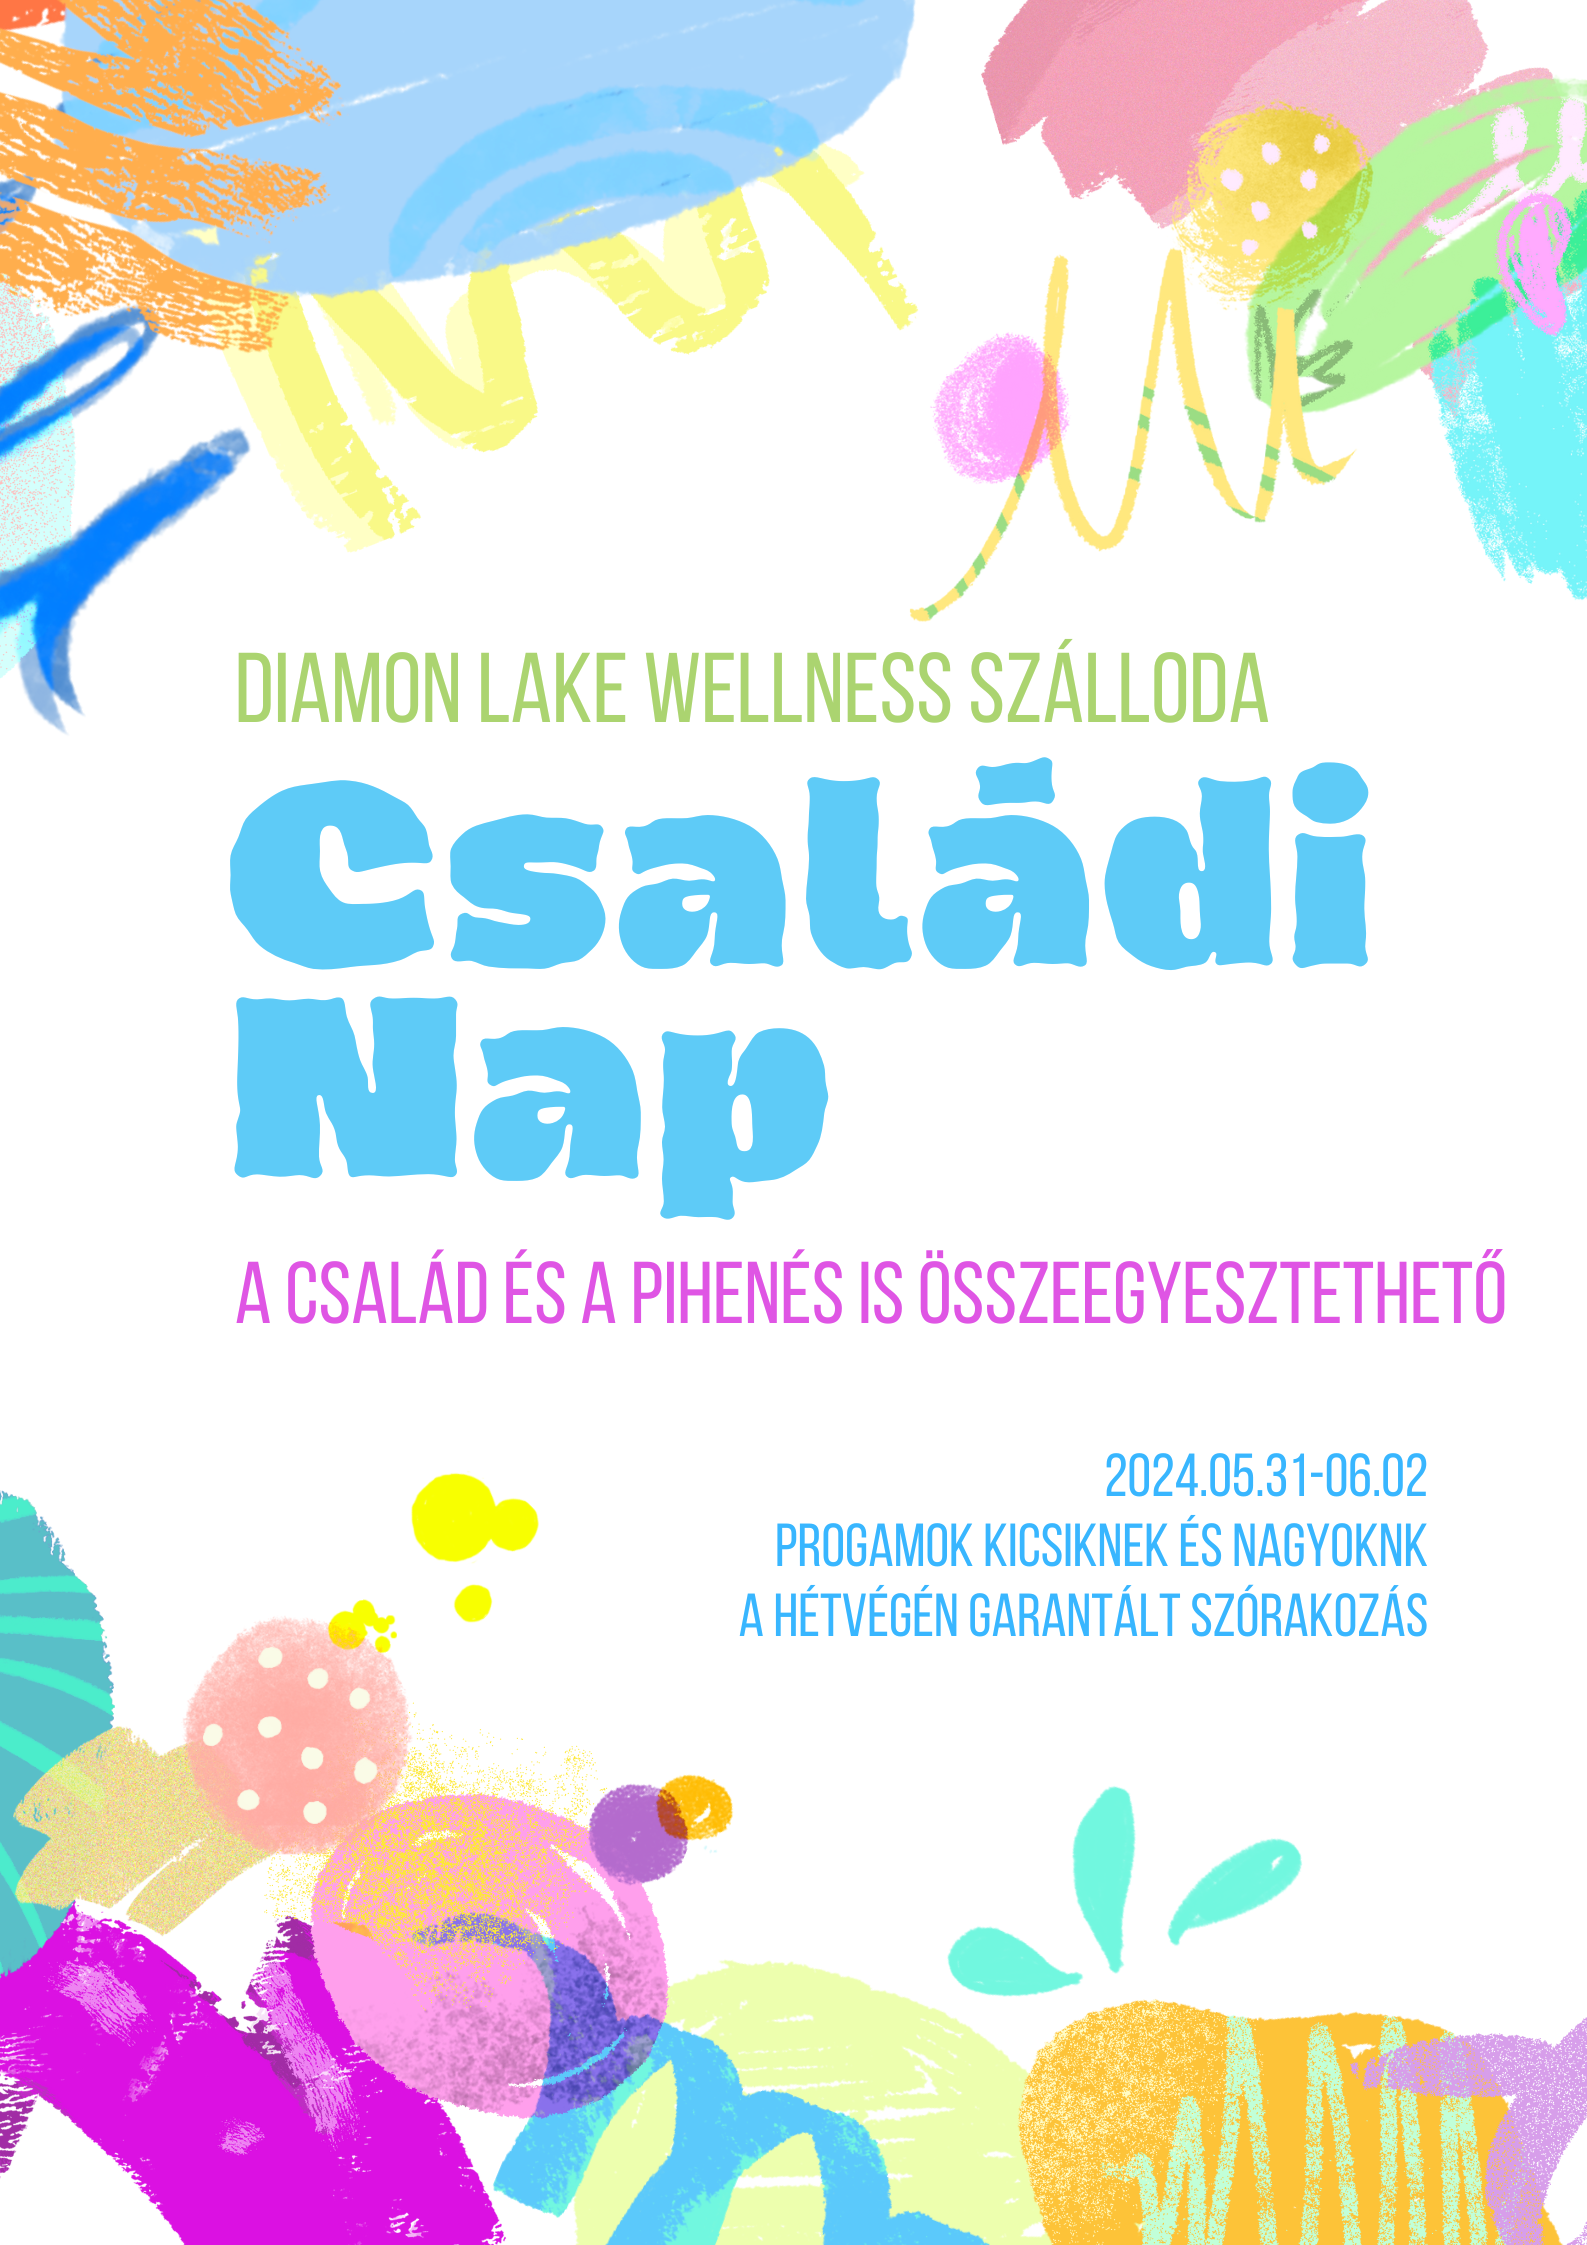 DIAMON LAKE WELLNESS SZÁLLODA
Családi
Nap
A CSALÁD ÉS A PIHENÉS IS ÖSSZEEGYESZTETHETŐ
2024.05.31-06.02
PROGAMOK KICSIKNEK ÉS NAGYOKNK
A HÉTVÉGÉN GARANTÁLT SZÓRAKOZÁS